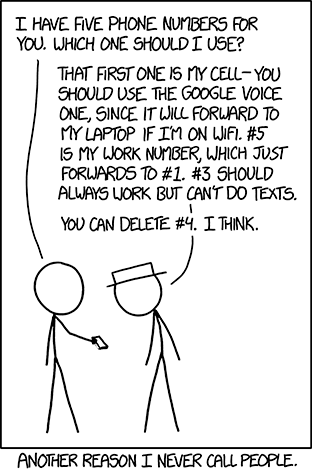 I HAVE FIVE PHONE NUMBERS FOR
YOU. WHICH ONE SHOULD I USE?
THAT FIRST ONE IS MY CELL—YOU
SHOULD USE THE GOOGLE VOICE
ONE, SINCE IT WILL FORWARD TO
MY LAPTOP IF I'M ON WIFI. #5
IS MY WORK NUMBER, WHICH JUST
FORWARDS TO #1. #3 SHOULD
ALWAYS WORK BUT CAN'T DO TEXTS.
YOU CAN DELETE #4. I THINK.
ANOTHER REASON I NEVER CALL PEOPLE.